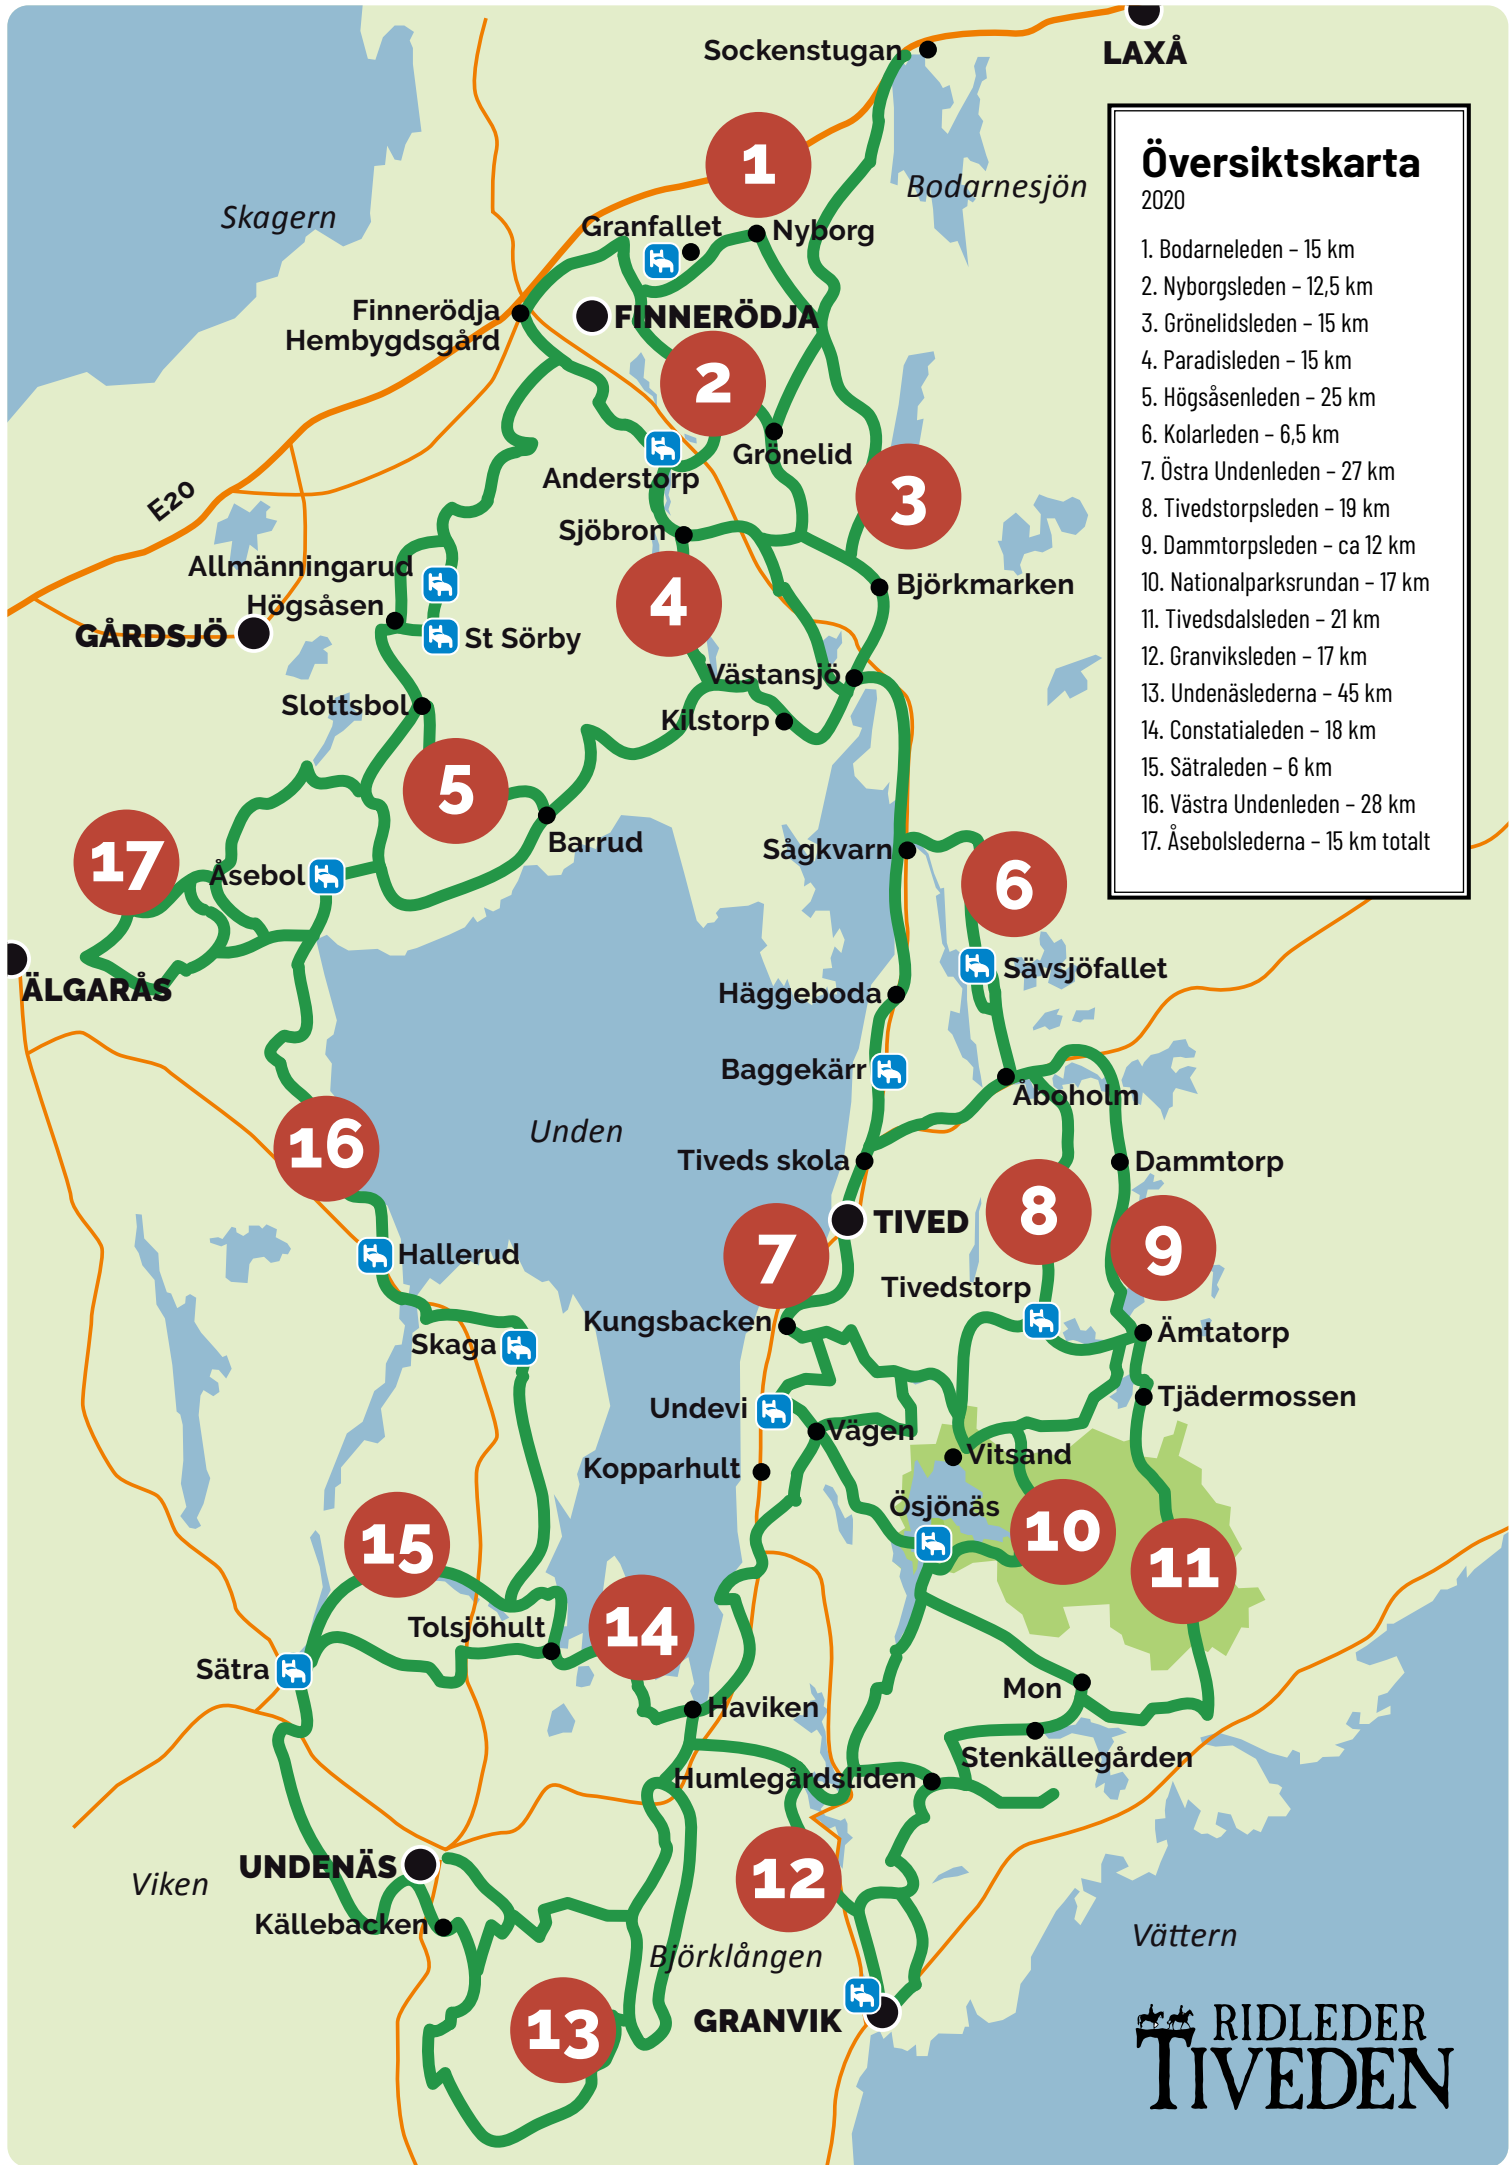 Sockenstugan
LAXÅ
Översiktskarta
2020
1. Bodarneleden – 15 km
2. Nyborgsleden – 12,5 km
3. Grönelidsleden – 15 km
4. Paradisleden – 15 km
5. Högsåsenleden – 25 km
6. Kolarleden – 6,5 km
7. Östra Undenleden – 27 km
8. Tivedstorpsleden – 19 km
9. Dammtorpsleden – ca 12 km
10. Nationalparksrundan – 17 km
11. Tivedsdalsleden – 21 km
12. Granviksleden – 17 km
13. Undenäslederna – 45 km
14. Constatialeden – 18 km
15. Sätraleden – 6 km
16. Västra Undenleden – 28 km
17. Åsebolslederna – 15 km totalt
1
Bodarnesjön
Skagern
Granfallet
Nyborg
Finnerödja
Hembygdsgård
FINNERÖDJA
2
Grönelid
Anderstorp
3
E20
Sjöbron
Allmänningarud
Björkmarken
Högsåsen
4
GÅRDSJÖ
St Sörby
Västansjö
Slottsbol
Kilstorp
5
Barrud
Sågkvarn
17
Åsebol
6
Sävsjöfallet
ÄLGARÅS
Häggeboda
Baggekärr
Åboholm
Unden
16
Tiveds skola
Dammtorp
8
TIVED
7
9
Hallerud
Tivedstorp
Kungsbacken
Ämtatorp
Skaga
Tjädermossen
Undevi
Vägen
Vitsand
Kopparhult
Ösjönäs
10
15
11
14
Tolsjöhult
Sätra
Mon
Haviken
Stenkällegården
Humlegårdsliden
UNDENÄS
12
Viken
Källebacken
Vättern
Björklången
GRANVIK
13
RIDLEDER
TIVEDEN